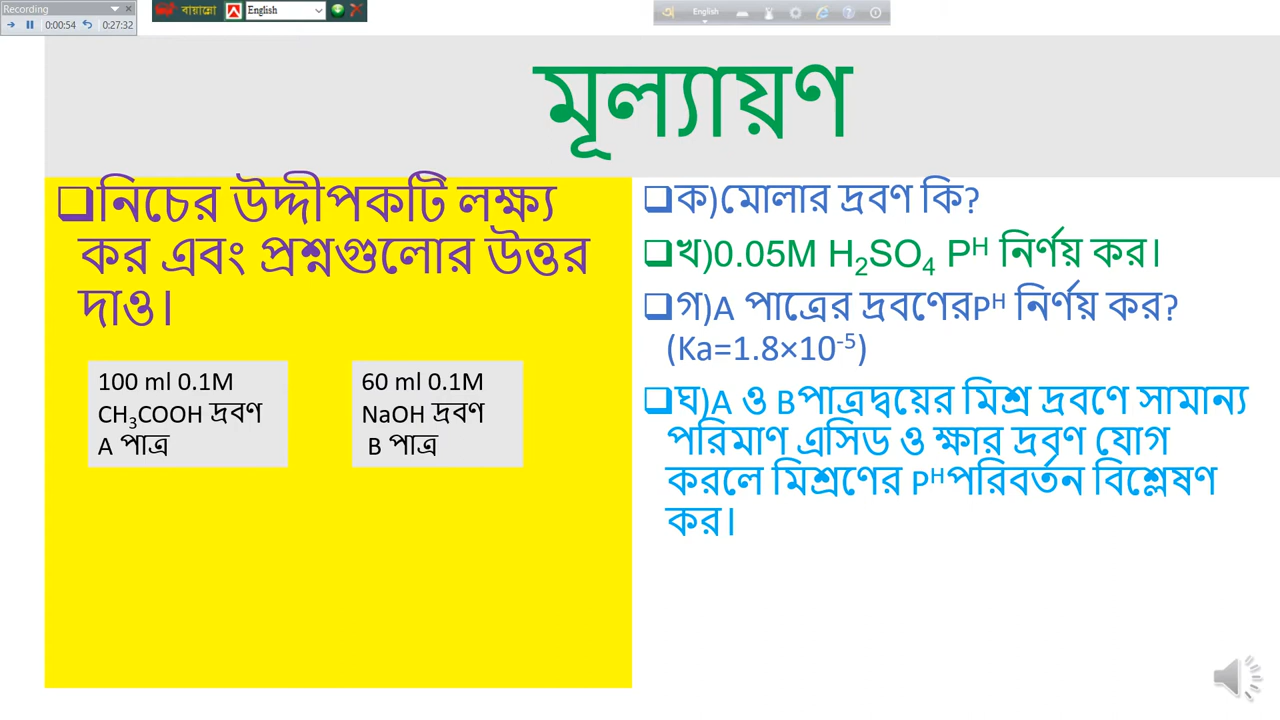 Recording
0:00:54 0:27:32
বায়ান্নো English
English
মূল্যায়ণ
❑নিচের উদ্দীপকটি লক্ষ্য
কর এবং প্রশ্নগুলোর উত্তর
দাও।
100 ml 0.1M
CH₃COOH দ্রবণ
A পাত্র
60 ml 0.1M
NaOH দ্রবণ
B পাত্র
❑ক)মোলার দ্রবণ কি?
❑খ)0.05M H₂SO₄ Pᴴ নির্ণয় কর।
❑গ)A পাত্রের দ্রবণেরPᴴ নির্ণয় কর?
(Ka=1.8×10⁻⁵)
❑ঘ)A ও Bপাত্রদ্বয়ের মিশ্র দ্রবণে সামান্য
পরিমাণ এসিড ও ক্ষার দ্রবণ যোগ
করলে মিশ্রণের Pᴴপরিবর্তন বিশ্লেষণ
কর।